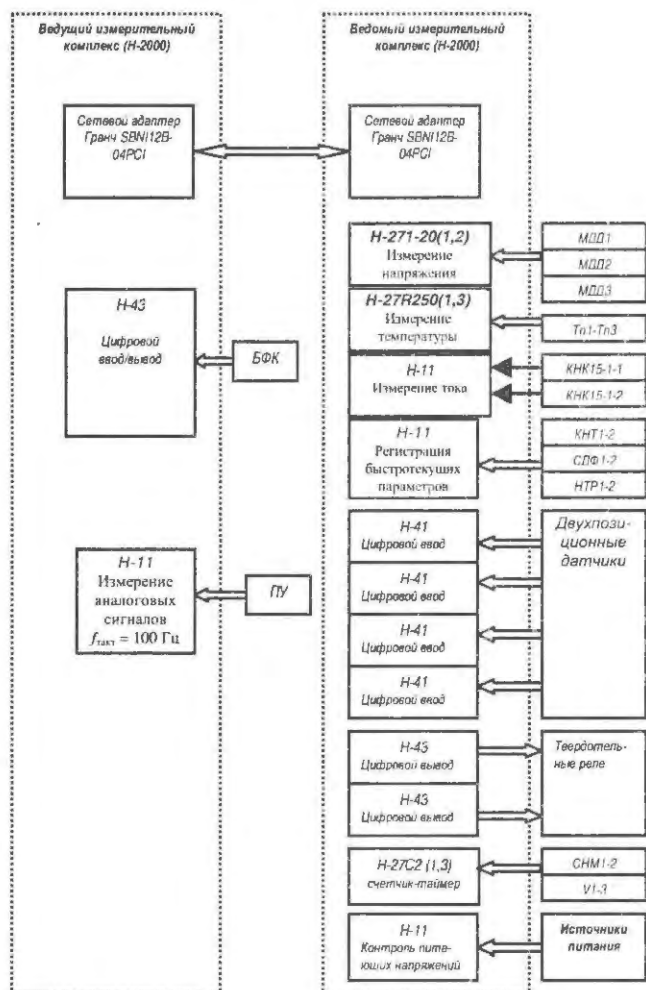 Ведущий измерительный
комплекс (Н-2000)
Сетевой адаптер
Гранч SBNI12B-
04PCI
Н-43
Цифровой
ввод/вывод
БФК
Н-11
Измерение
аналоговых
сигналов
fтакт = 100 Гц
ПУ
Ведомый измерительный
комплекс (Н-2000)
Сетевой адаптер
Гранч SBNI12B-
04PCI
Н-271-20(1,2)
Измерение
напряжения
МДД1
МДД2
МДД3
Н-27R250(1,3)
Измерение
температуры
Тп1-Тп3
Н-11
Измерение тока
КНК15-1-1
КНК15-1-2
Н-11
Регистрация
быстротекущих
параметров
КНТ1-2
СДФ1-2
НТР1-2
Н-41
Цифровой ввод
Н-41
Цифровой ввод
Н-41
Цифровой ввод
Н-41
Цифровой ввод
Двухпози-
ционные
датчики
Н-43
Цифровой вывод
Н-43
Цифровой вывод
Твердотель-
ные реле
Н-27С2 (1,3)
счетчик-таймер
СНМ1-2
V1-3
Н-11
Контроль пита-
ющих напряжений
Источники
питания